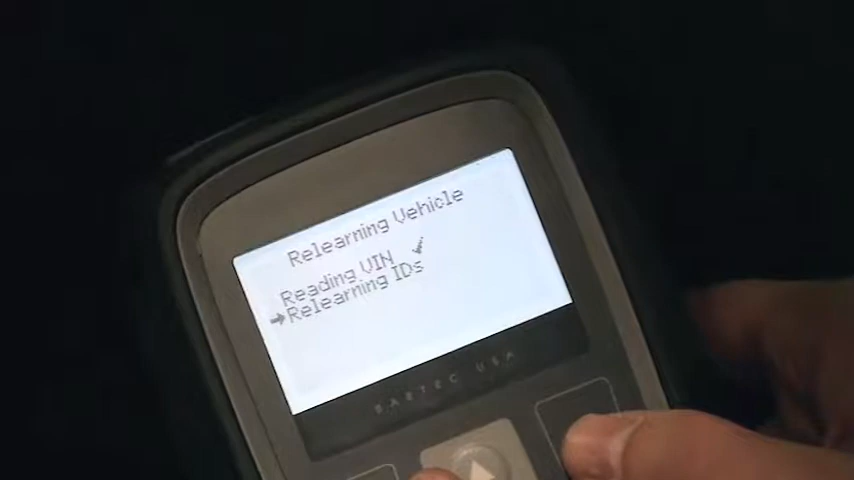 Relearning Vehicle
Reading VIN ✓
➔Relearning IDs
BARTEC USA